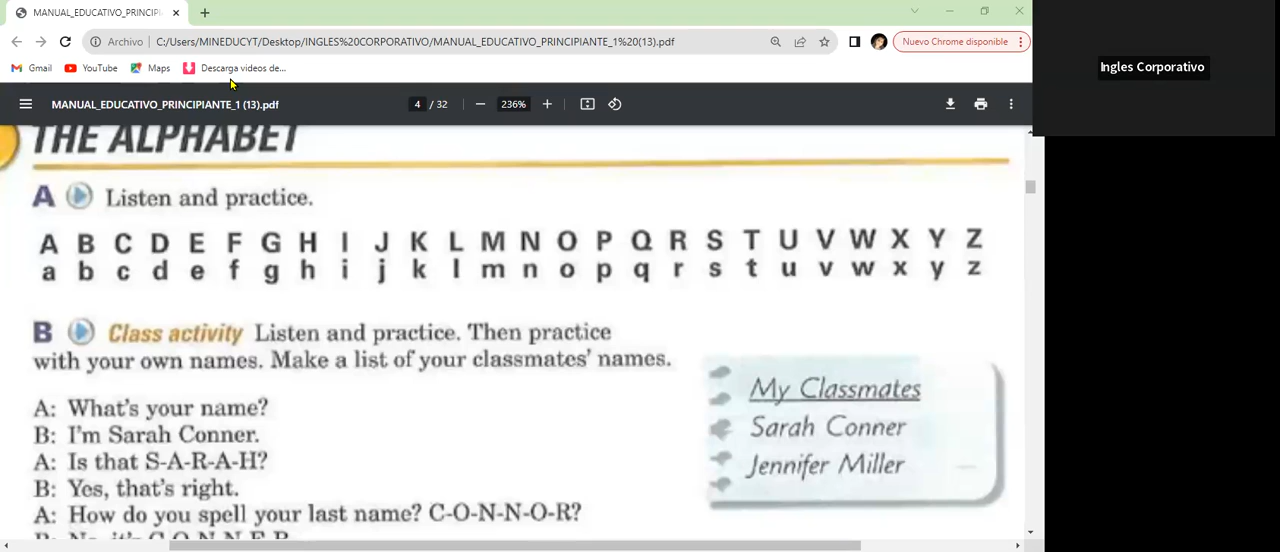 MANUAL_EDUCATIVO_PRINCIPI
Archivo C:/Users/MINEDUCYT/Desktop/INGLES%20CORPORATIVO/MANUAL_EDUCATIVO_PRINCIPIANTE_1%20(13).pdf
Nuevo Chrome disponible
Gmail YouTube Maps Descarga videos de...
Ingles Corporativo
MANUAL_EDUCATIVO_PRINCIPIANTE_1 (13).pdf 4 / 32 236%
THE ALPHABET
A Listen and practice.
A B C D E F G H I J K L M N O P Q R S T U V W X Y Z
a b c d e f g h i j k l m n o p q r s t u v w x y z
B Class activity Listen and practice. Then practice
with your own names. Make a list of your classmates' names.
A: What's your name?
B: I'm Sarah Conner.
A: Is that S-A-R-A-H?
B: Yes, that's right.
A: How do you spell your last name? C-O-N-N-O-R?
B: No, it's C-O-N-N-E-R
My Classmates
Sarah Conner
Jennifer Miller